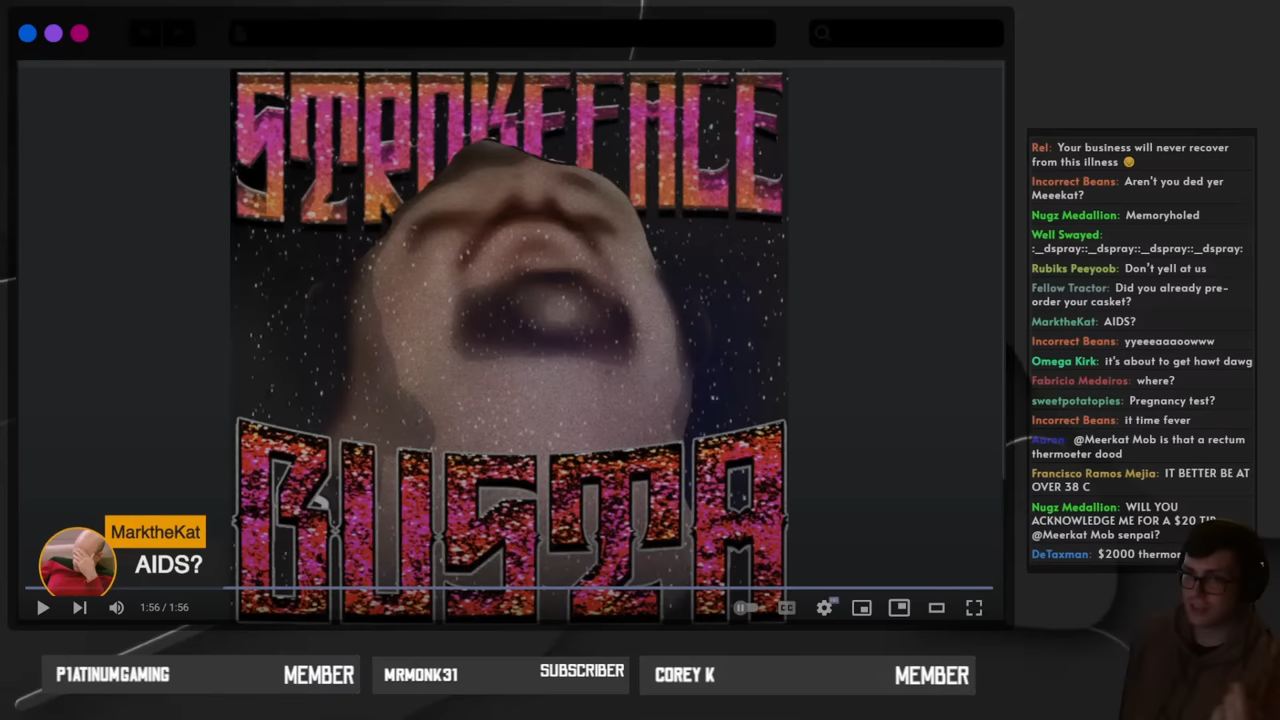 STROKEFACE
BUSTA
MarktheKat
AIDS?
1:56 / 1:56
CC
Rel: Your business will never recover
from this illness
Incorrect Beans: Aren't you ded yer
Meeekat?
Nugz Medallion: Memoryholed
Well Swayed:
:_dspray::_dspray::_dspray::_dspray:
Rubiks Peeyoob: Don't yell at us
Fellow Tractor: Did you already pre-
order your casket?
MarktheKat: AIDS?
Incorrect Beans: yyeeeaaaoowww
Omega Kirk: it's about to get hawt dawg
Fabricio Medeiros: where?
sweetpotatopies: Pregnancy test?
Incorrect Beans: it time fever
Aaron: @Meerkat Mob is that a rectum
thermoeter dood
Francisco Ramos Mejia: IT BETTER BE AT
OVER 38 C
Nugz Medallion: WILL YOU
ACKNOWLEDGE ME FOR A $20 TIP
@Meerkat Mob senpai?
DeTaxman: $2000 thermor
P1ATINUMGAMING MEMBER
MRMONK31 SUBSCRIBER
COREY K MEMBER